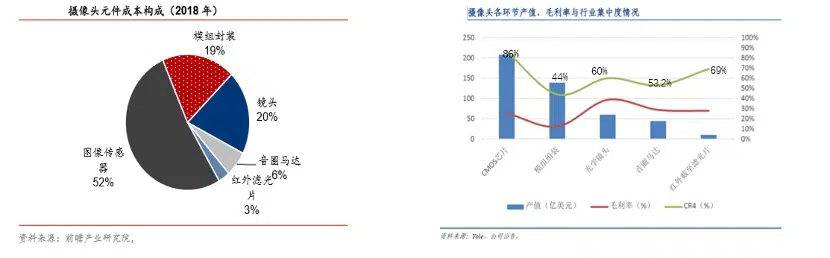 摄像头元件成本构成（2018 年）
模组封装
19%
镜头
20%
音圈马达
6%
红外滤光
片
3%
图像传感
器
52%
资料来源：前瞻产业研究院,
摄像头各环节产值、毛利率与行业集中度情况
250
200
150
100
50
0
100%
90%
80%
70%
60%
50%
40%
30%
20%
10%
0%
86%
44%
60%
53.2%
69%
CMOS芯片
模组组装
光学镜头
音圈马达
红外截至滤光片
产值（亿美元）
毛利率（%）
CR4（%）
资料来源: Yole, 公司公告,